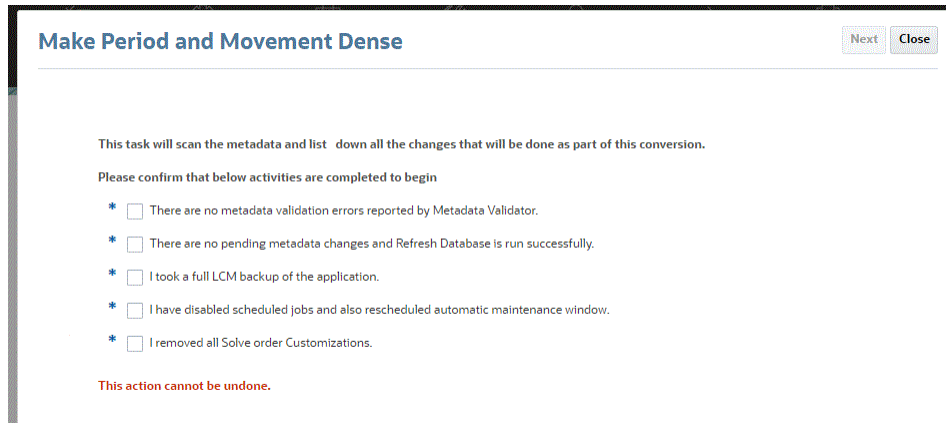 Make Period and Movement Dense
Next
Close
This task will scan the metadata and list down all the changes that will be done as part of this conversion.
Please confirm that below activities are completed to begin
* There are no metadata validation errors reported by Metadata Validator.
* There are no pending metadata changes and Refresh Database is run successfully.
* I took a full LCM backup of the application.
* I have disabled scheduled jobs and also rescheduled automatic maintenance window.
* I removed all Solve order Customizations.
This action cannot be undone.